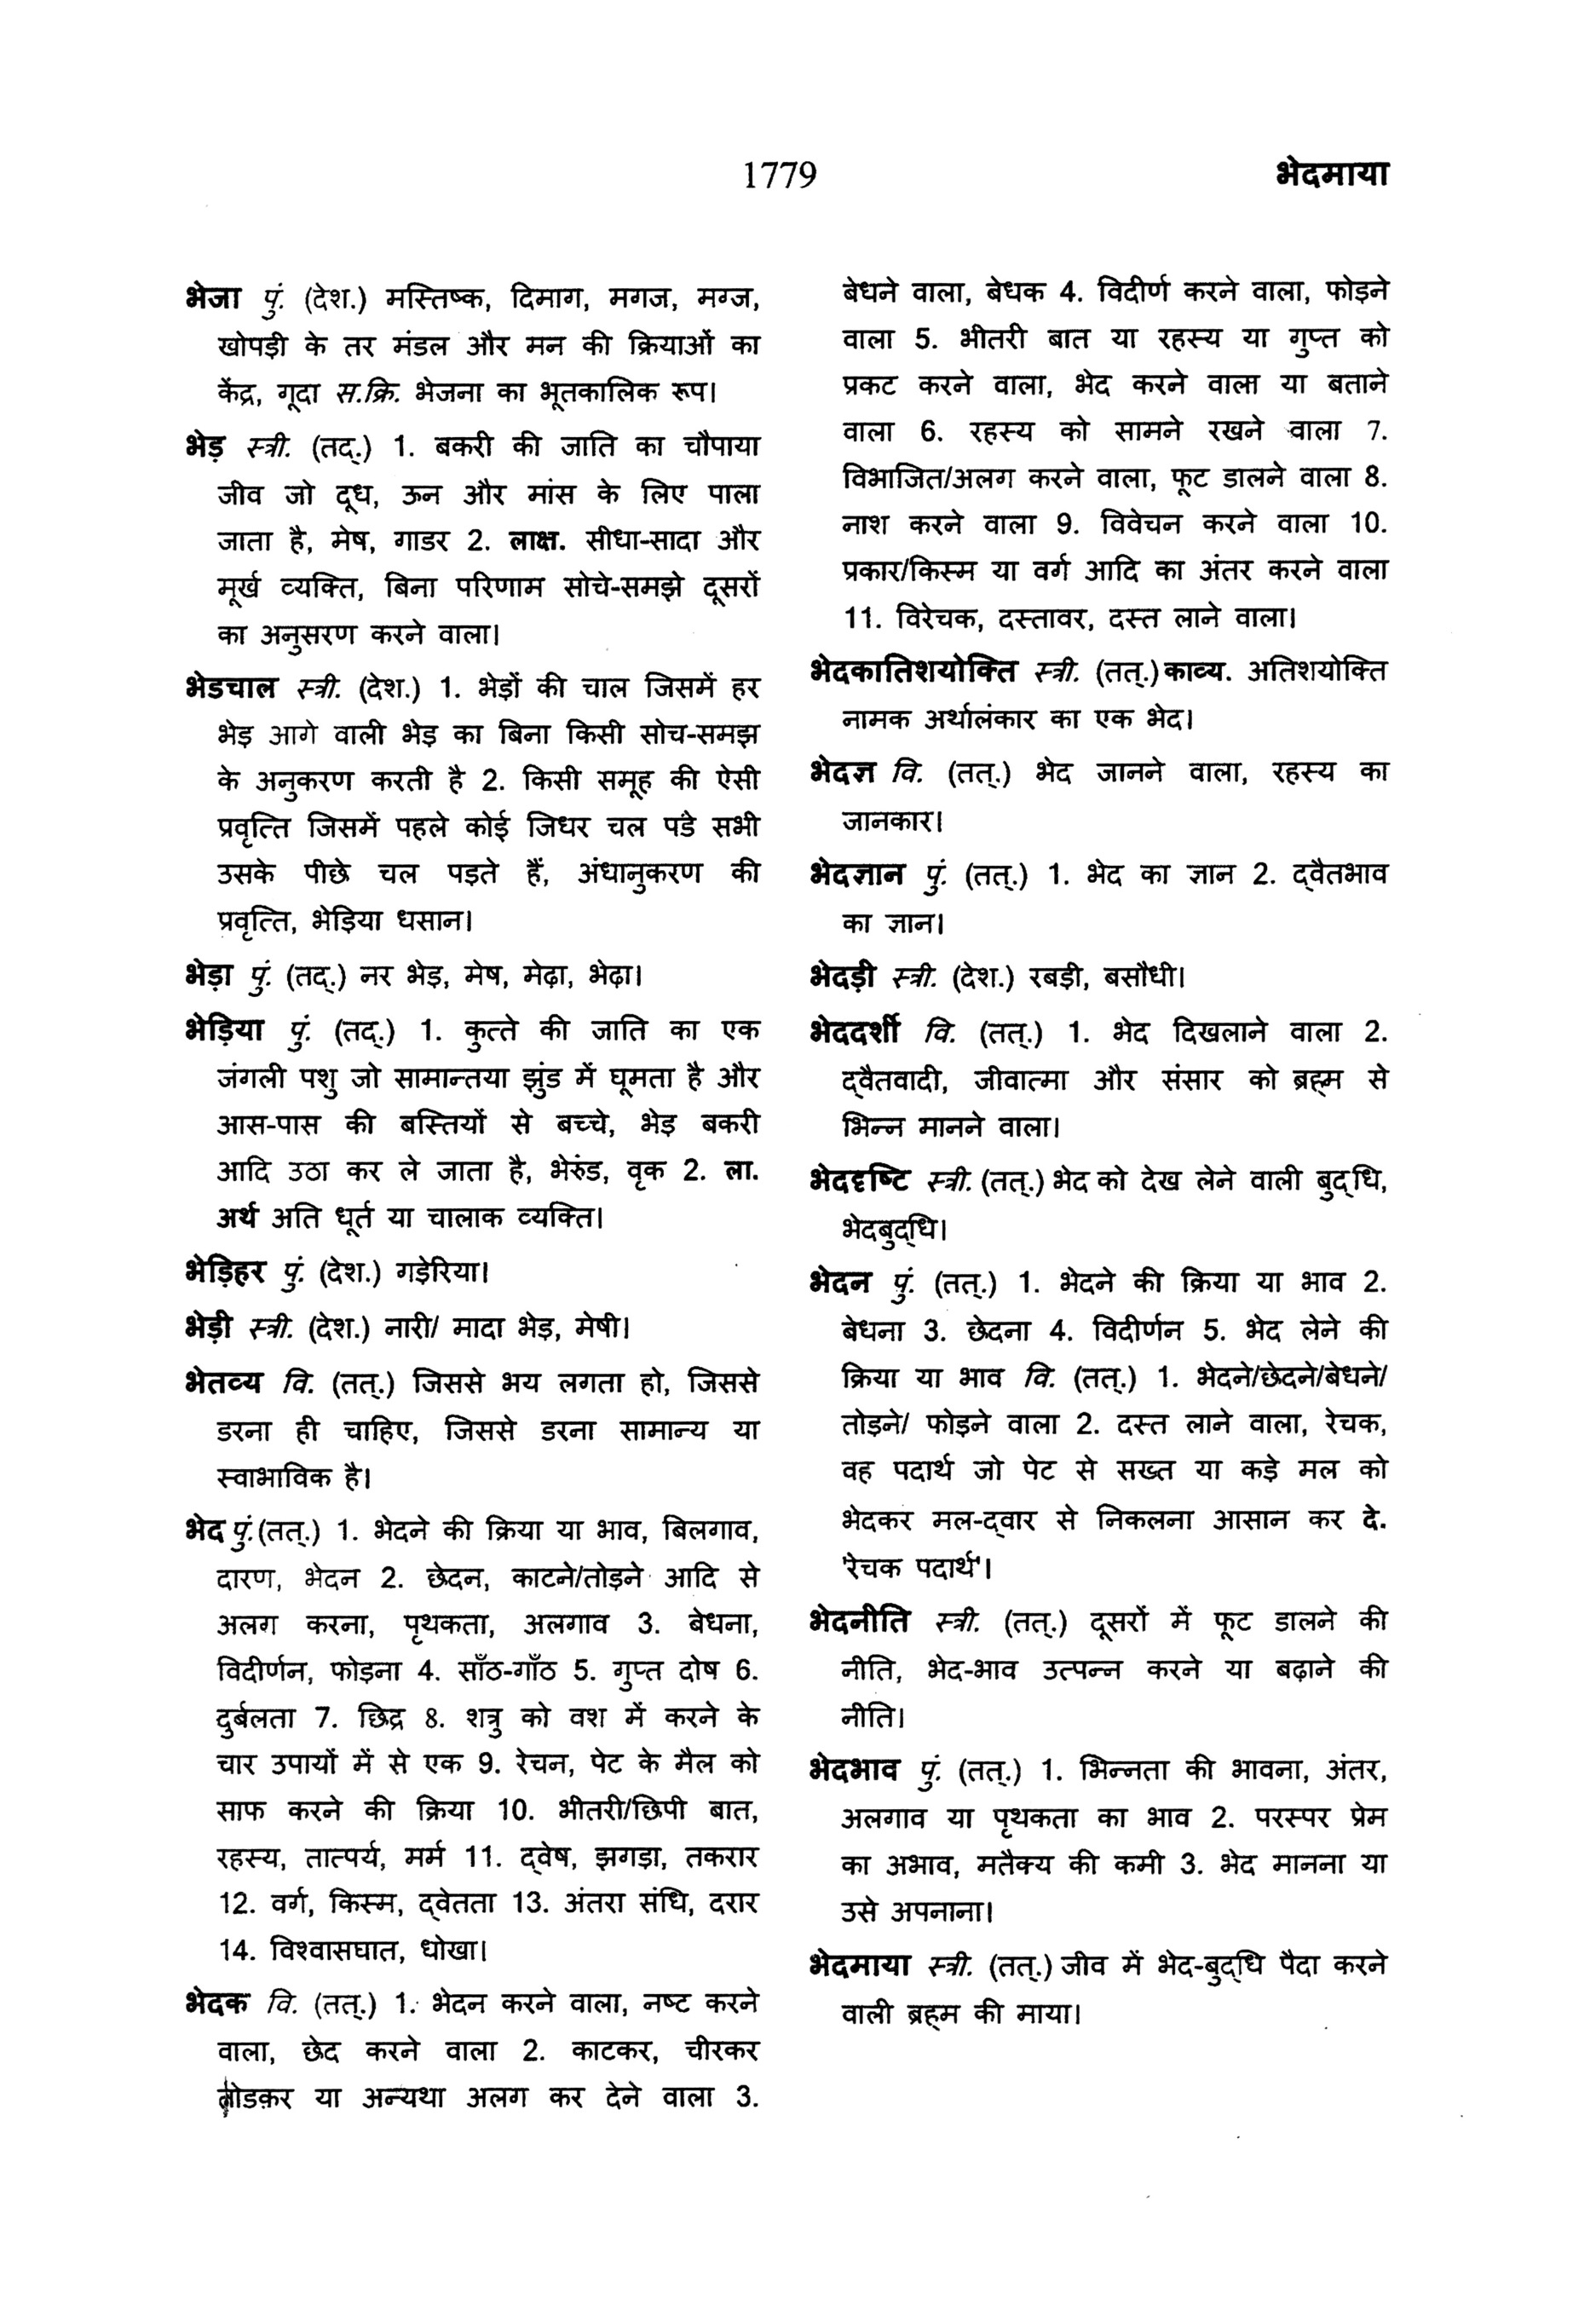 1779
भेदमाया
भेजा पुं. (देश.) मस्तिष्क, दिमाग, मगज, मग्ज,
खोपड़ी के तर मंडल और मन की क्रियाओं का
केंद्र, गूदा स.क्रि. भेजना का भूतकालिक रूप।
भेड़ स्त्री. (तद्.) 1. बकरी की जाति का चौपाया
जीव जो दूध, ऊन और मांस के लिए पाला
जाता है, मेष, गाडर 2. लाक्ष. सीधा-सादा और
मूर्ख व्यक्ति, बिना परिणाम सोचे-समझे दूसरों
का अनुसरण करने वाला।
भेडचाल स्त्री. (देश.) 1. भेड़ों की चाल जिसमें हर
भेड़ आगे वाली भेड़ का बिना किसी सोच-समझ
के अनुकरण करती है 2. किसी समूह की ऐसी
प्रवृत्ति जिसमें पहले कोई जिधर चल पडे सभी
उसके पीछे चल पड़ते हैं, अंधानुकरण की
प्रवृत्ति, भेड़िया धसान।
भेड़ा पुं. (तद्.) नर भेड़, मेष, मेढ़ा, भेढ़ा।
भेड़िया पुं. (तद्.) 1. कुत्ते की जाति का एक
जंगली पशु जो सामान्तया झुंड में घूमता है और
आस-पास की बस्तियों से बच्चे, भेड़ बकरी
आदि उठा कर ले जाता है, भेरुंड, वृक 2. ला.
अर्थ अति धूर्त या चालाक व्यक्ति।
भेड़िहर पुं. (देश.) गड़ेरिया।
भेड़ी स्त्री. (देश.) नारी/ मादा भेड़, मेषी।
भेतव्य वि. (तत्.) जिससे भय लगता हो, जिससे
डरना ही चाहिए, जिससे डरना सामान्य या
स्वाभाविक है।
भेद पुं.(तत्.) 1. भेदने की क्रिया या भाव, बिलगाव,
दारण, भेदन 2. छेदन, काटने/तोड़ने आदि से
अलग करना, पृथकता, अलगाव 3. बेधना,
विदीर्णन, फोड़ना 4. साँठ-गाँठ 5. गुप्त दोष 6.
दुर्बलता 7. छिद्र 8. शत्रु को वश में करने के
चार उपायों में से एक 9. रेचन, पेट के मैल को
साफ करने की क्रिया 10. भीतरी/छिपी बात,
रहस्य, तात्पर्य, मर्म 11. द्‌वेष, झगड़ा, तकरार
12. वर्ग, किस्म, द्‌वेतता 13. अंतरा संधि, दरार
14. विश्वासघात, धोखा।
भेदक वि. (तत्.) 1. भेदन करने वाला, नष्ट करने
वाला, छेद करने वाला 2. काटकर, चीरकर
तोडक़र या अन्यथा अलग कर देने वाला 3.
बेधने वाला, बेधक 4. विदीर्ण करने वाला, फोड़ने
वाला 5. भीतरी बात या रहस्य या गुप्त को
प्रकट करने वाला, भेद करने वाला या बताने
वाला 6. रहस्य को सामने रखने वाला 7.
विभाजित/अलग करने वाला, फूट डालने वाला 8.
नाश करने वाला 9. विवेचन करने वाला 10.
प्रकार/किस्म या वर्ग आदि का अंतर करने वाला
11. विरेचक, दस्तावर, दस्त लाने वाला।
भेदकातिशयोक्ति स्त्री. (तत्.)काव्य. अतिशयोक्ति
नामक अर्थालंकार का एक भेद।
भेदज्ञ वि. (तत्.) भेद जानने वाला, रहस्य का
जानकार।
भेदज्ञान पुं. (तत्.) 1. भेद का ज्ञान 2. द्‌वैतभाव
का ज्ञान।
भेदड़ी स्त्री. (देश.) रबड़ी, बसौधी।
भेददर्शी वि. (तत्.) 1. भेद दिखलाने वाला 2.
द्‌वैतवादी, जीवात्मा और संसार को ब्रह्‌म से
भिन्न मानने वाला।
भेददृष्टि स्त्री. (तत्.) भेद को देख लेने वाली बुद्‌धि,
भेदबुद्‌धि।
भेदन पुं. (तत्.) 1. भेदने की क्रिया या भाव 2.
बेधना 3. छेदना 4. विदीर्णन 5. भेद लेने की
क्रिया या भाव वि. (तत्.) 1. भेदने/छेदने/बेधने/
तोड़ने/ फोड़ने वाला 2. दस्त लाने वाला, रेचक,
वह पदार्थ जो पेट से सख्त या कड़े मल को
भेदकर मल-द्‌वार से निकलना आसान कर दे.
'रेचक पदार्थ'।
भेदनीति स्त्री. (तत्.) दूसरों में फूट डालने की
नीति, भेद-भाव उत्पन्न करने या बढ़ाने की
नीति।
भेदभाव पुं. (तत्.) 1. भिन्नता की भावना, अंतर,
अलगाव या पृथकता का भाव 2. परस्पर प्रेम
का अभाव, मतैक्य की कमी 3. भेद मानना या
उसे अपनाना।
भेदमाया स्त्री. (तत्.) जीव में भेद-बुद्‌धि पैदा करने
वाली ब्रह्‌म की माया।